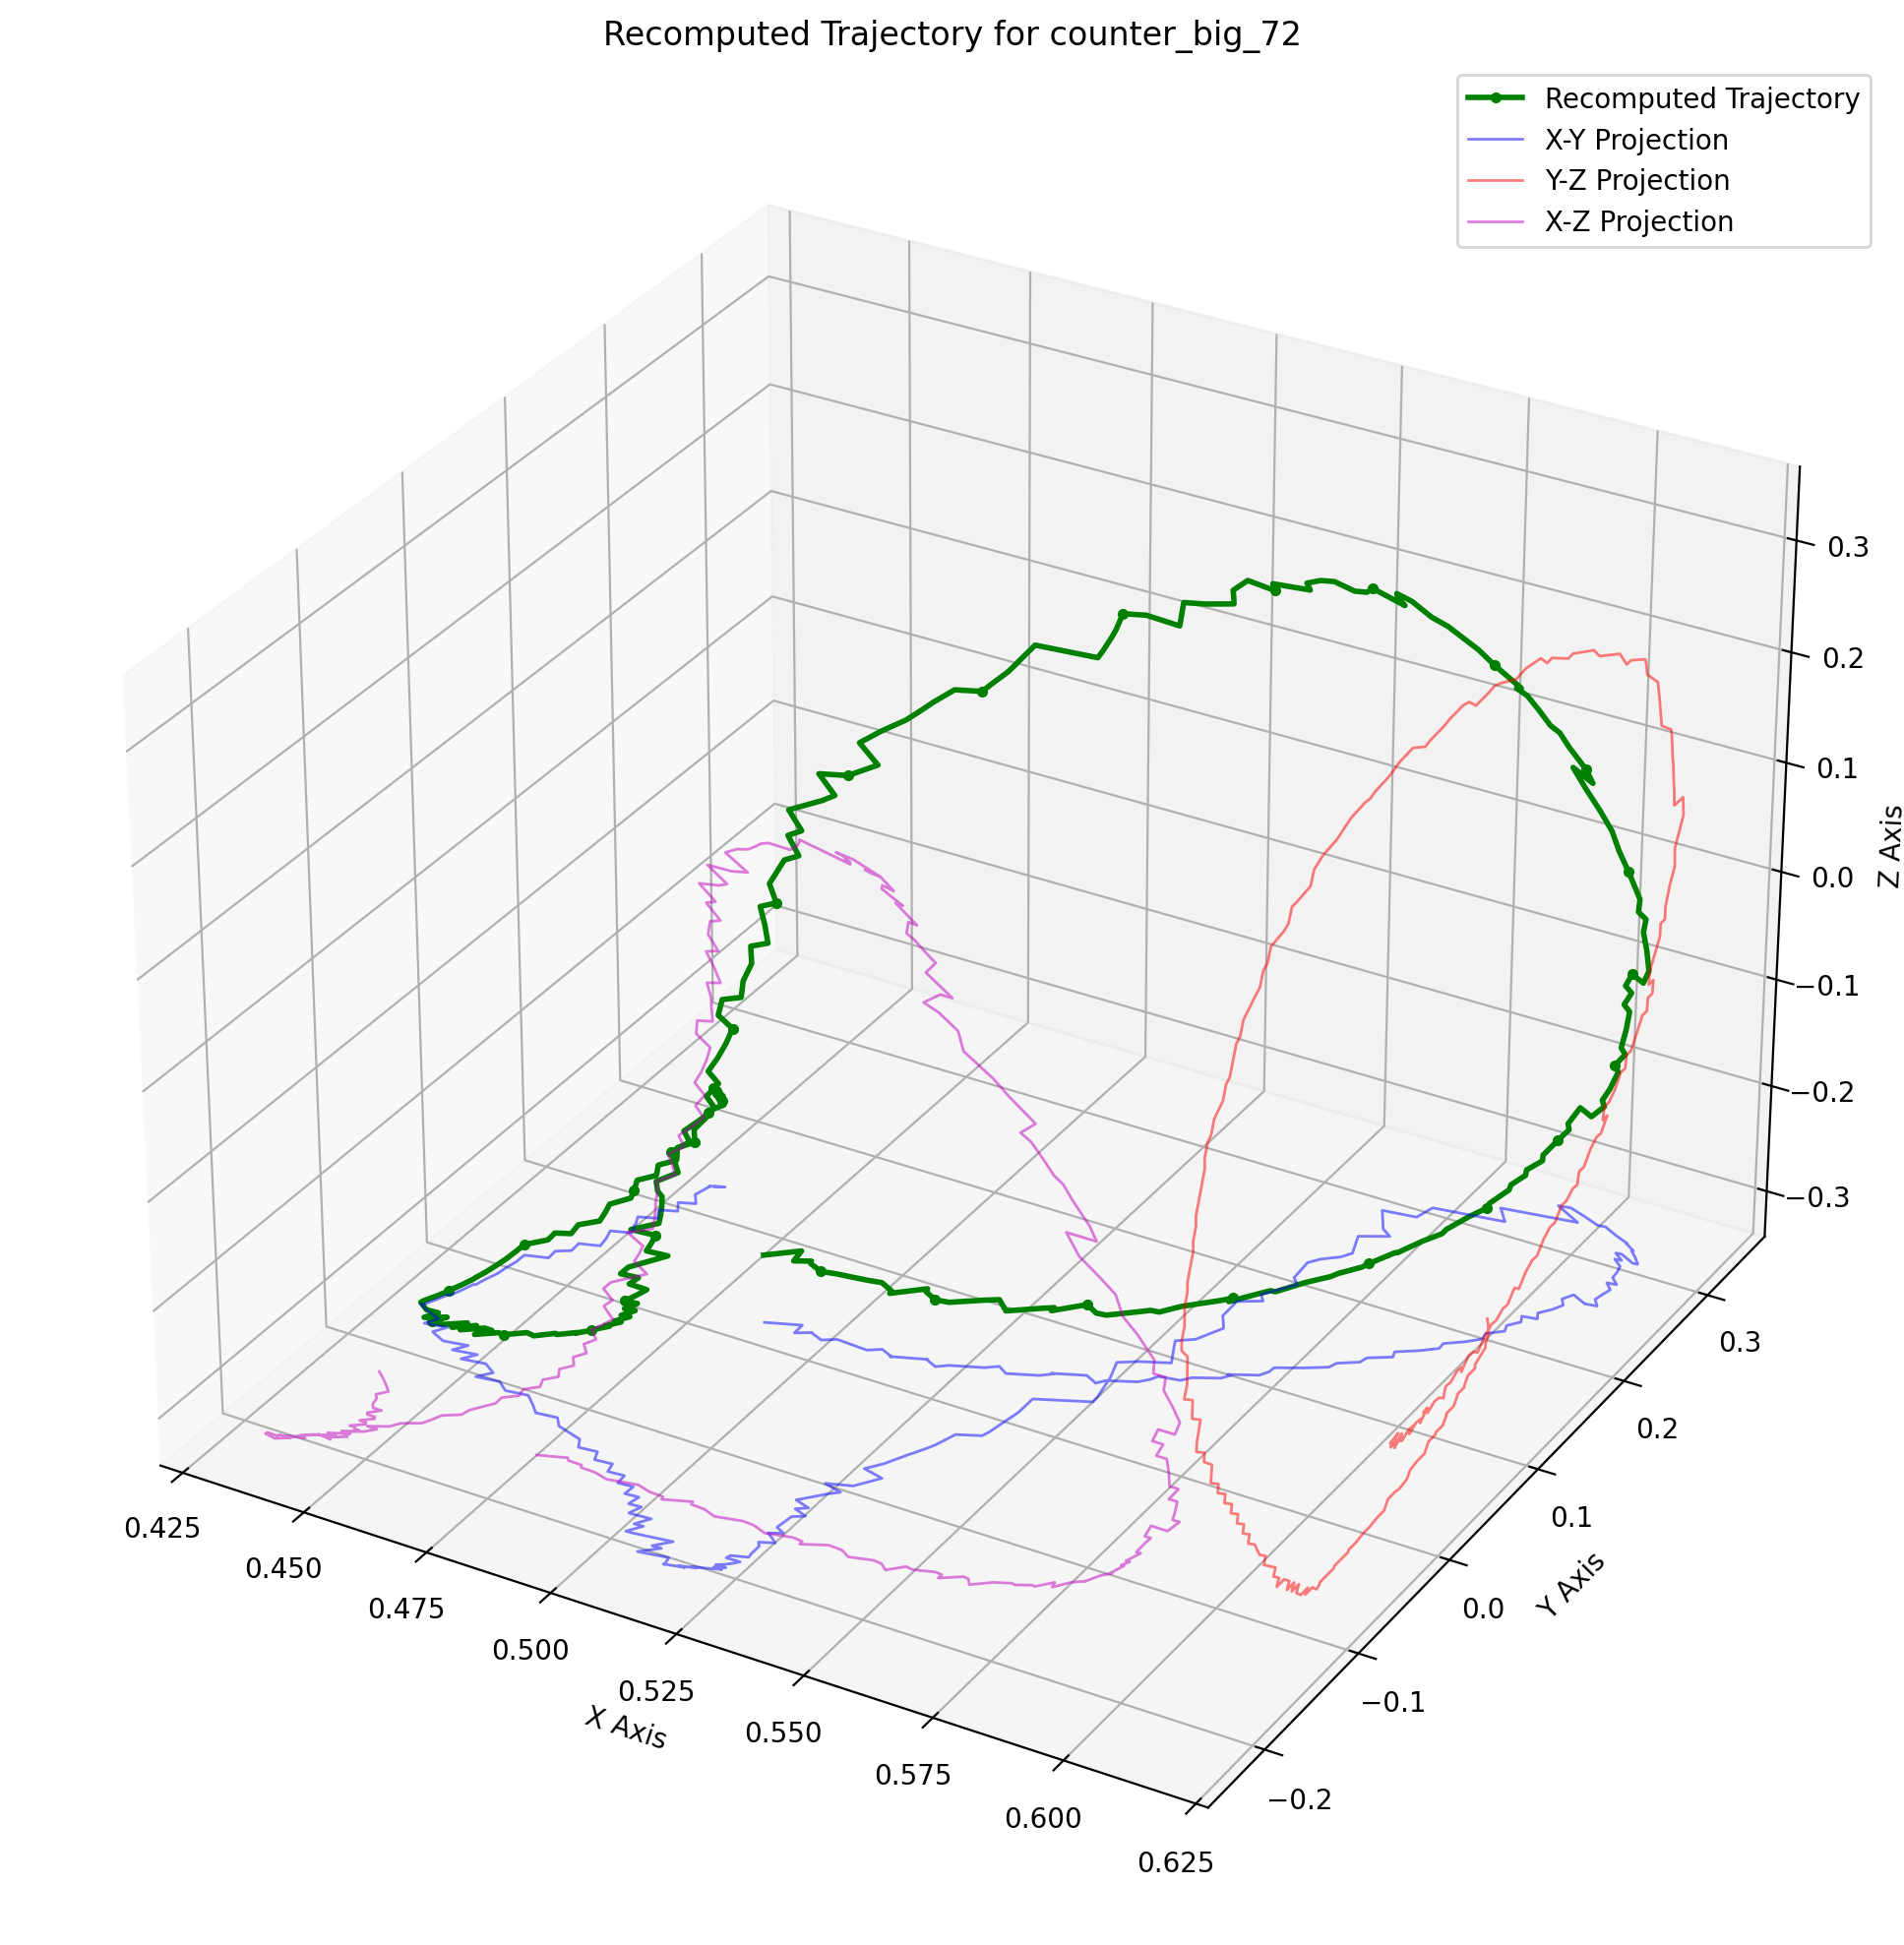 Recomputed Trajectory for counter_big_72
Recomputed Trajectory
X-Y Projection
Y-Z Projection
X-Z Projection
0.3
0.2
0.1
0.0
−0.1
−0.2
−0.3
Z Axis
0.3
0.2
0.1
0.0
−0.1
−0.2
Y Axis
0.425
0.450
0.475
0.500
0.525
0.550
0.575
0.600
0.625
X Axis